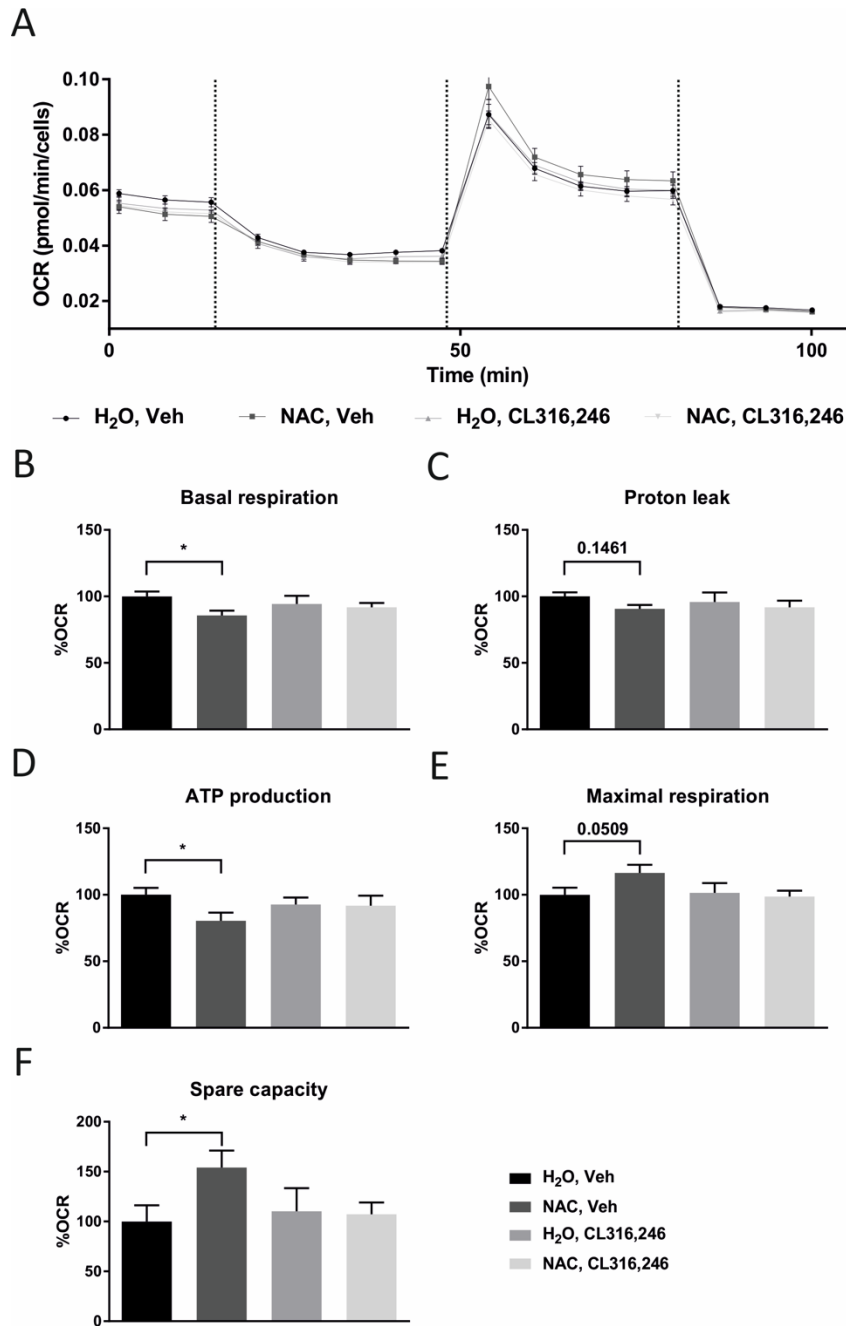 A
OCR (pmol/min/cells)
0.10
0.08
0.06
0.04
0.02
0
50
100
Time (min)
H₂O, Veh
NAC, Veh
H₂O, CL316,246
NAC, CL316,246
B
Basal respiration
%OCR
150
100
50
0
*
C
Proton leak
%OCR
150
100
50
0
0.1461
D
ATP production
%OCR
150
100
50
0
*
E
Maximal respiration
%OCR
150
100
50
0
0.0509
F
Spare capacity
%OCR
200
150
100
50
0
*
H₂O, Veh
NAC, Veh
H₂O, CL316,246
NAC, CL316,246